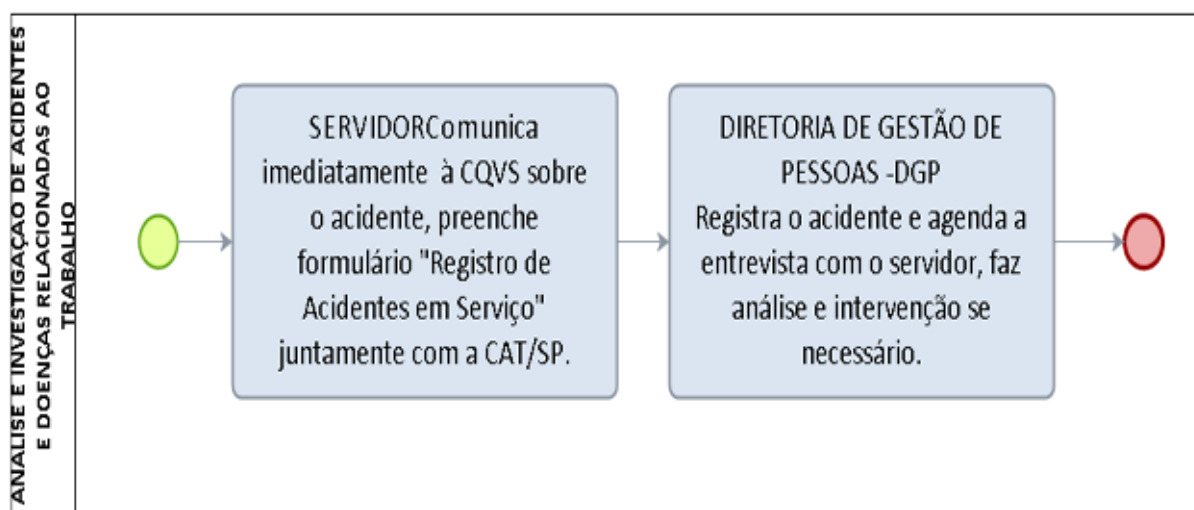 ANALISE E INVESTIGAÇAO DE ACIDENTES
E DOENÇAS RELACIONADAS AO
TRABALHO
SERVIDORComunica
imediatamente à CQVS sobre
o acidente, preenche
formulário "Registro de
Acidentes em Serviço"
juntamente com a CAT/SP.
DIRETORIA DE GESTÃO DE
PESSOAS -DGP
Registra o acidente e agenda a
entrevista com o servidor, faz
análise e intervenção se
necessário.